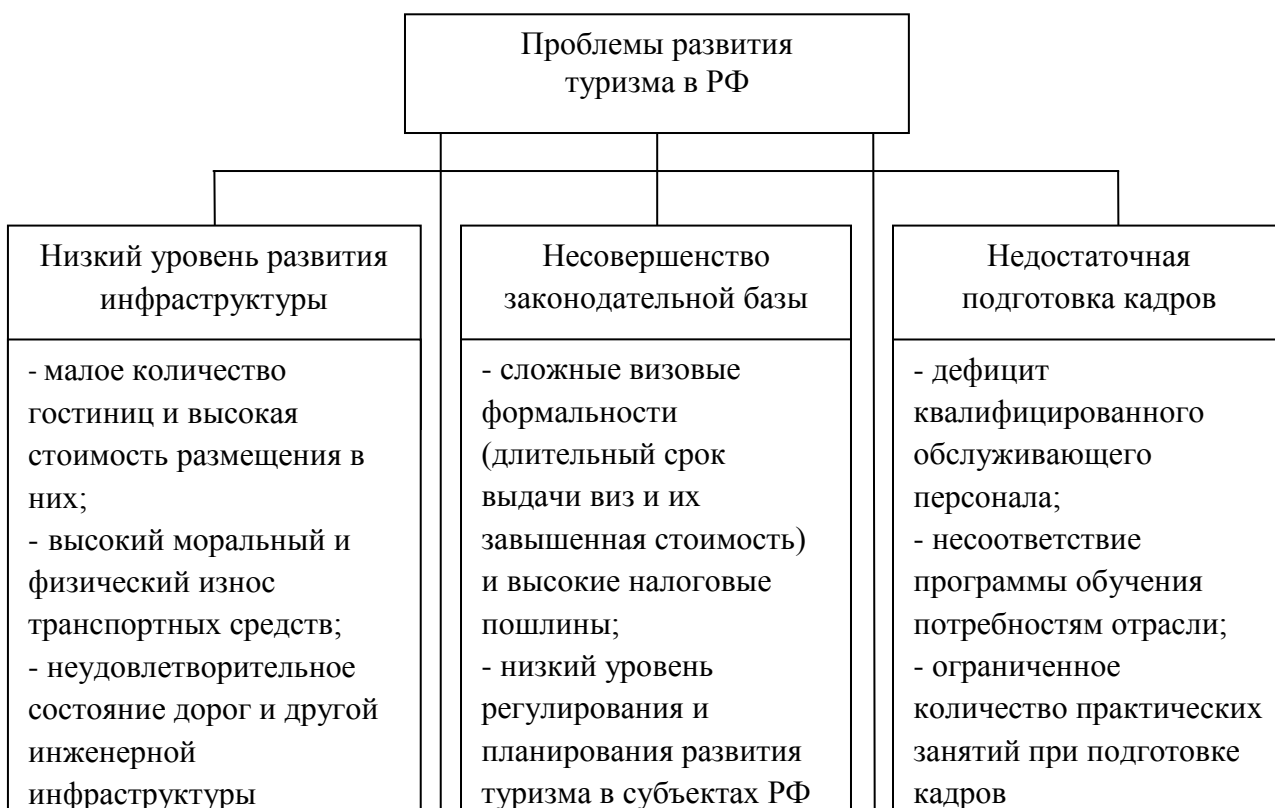 Проблемы развития
туризма в РФ
Низкий уровень развития
инфраструктуры
- малое количество
гостиниц и высокая
стоимость размещения в
них;
- высокий моральный и
физический износ
транспортных средств;
- неудовлетворительное
состояние дорог и другой
инженерной
инфраструктуры
Несовершенство
законодательной базы
- сложные визовые
формальности
(длительный срок
выдачи виз и их
завышенная стоимость)
и высокие налоговые
пошлины;
- низкий уровень
регулирования и
планирования развития
туризма в субъектах РФ
Недостаточная
подготовка кадров
- дефицит
квалифицированного
обслуживающего
персонала;
- несоответствие
программы обучения
потребностям отрасли;
- ограниченное
количество практических
занятий при подготовке
кадров